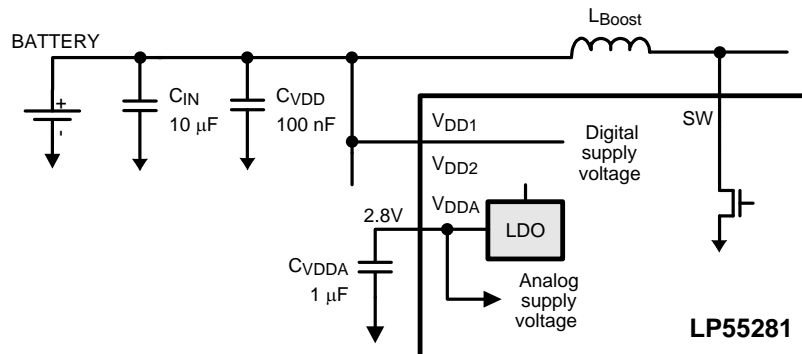 L_Boost
BATTERY
+
-
C_IN
10 μF
C_VDD
100 nF
V_DD1
V_DD2
V_DDA
Digital
supply
voltage
SW
2.8V
LDO
C_VDDA
1 μF
Analog
supply
voltage
LP55281